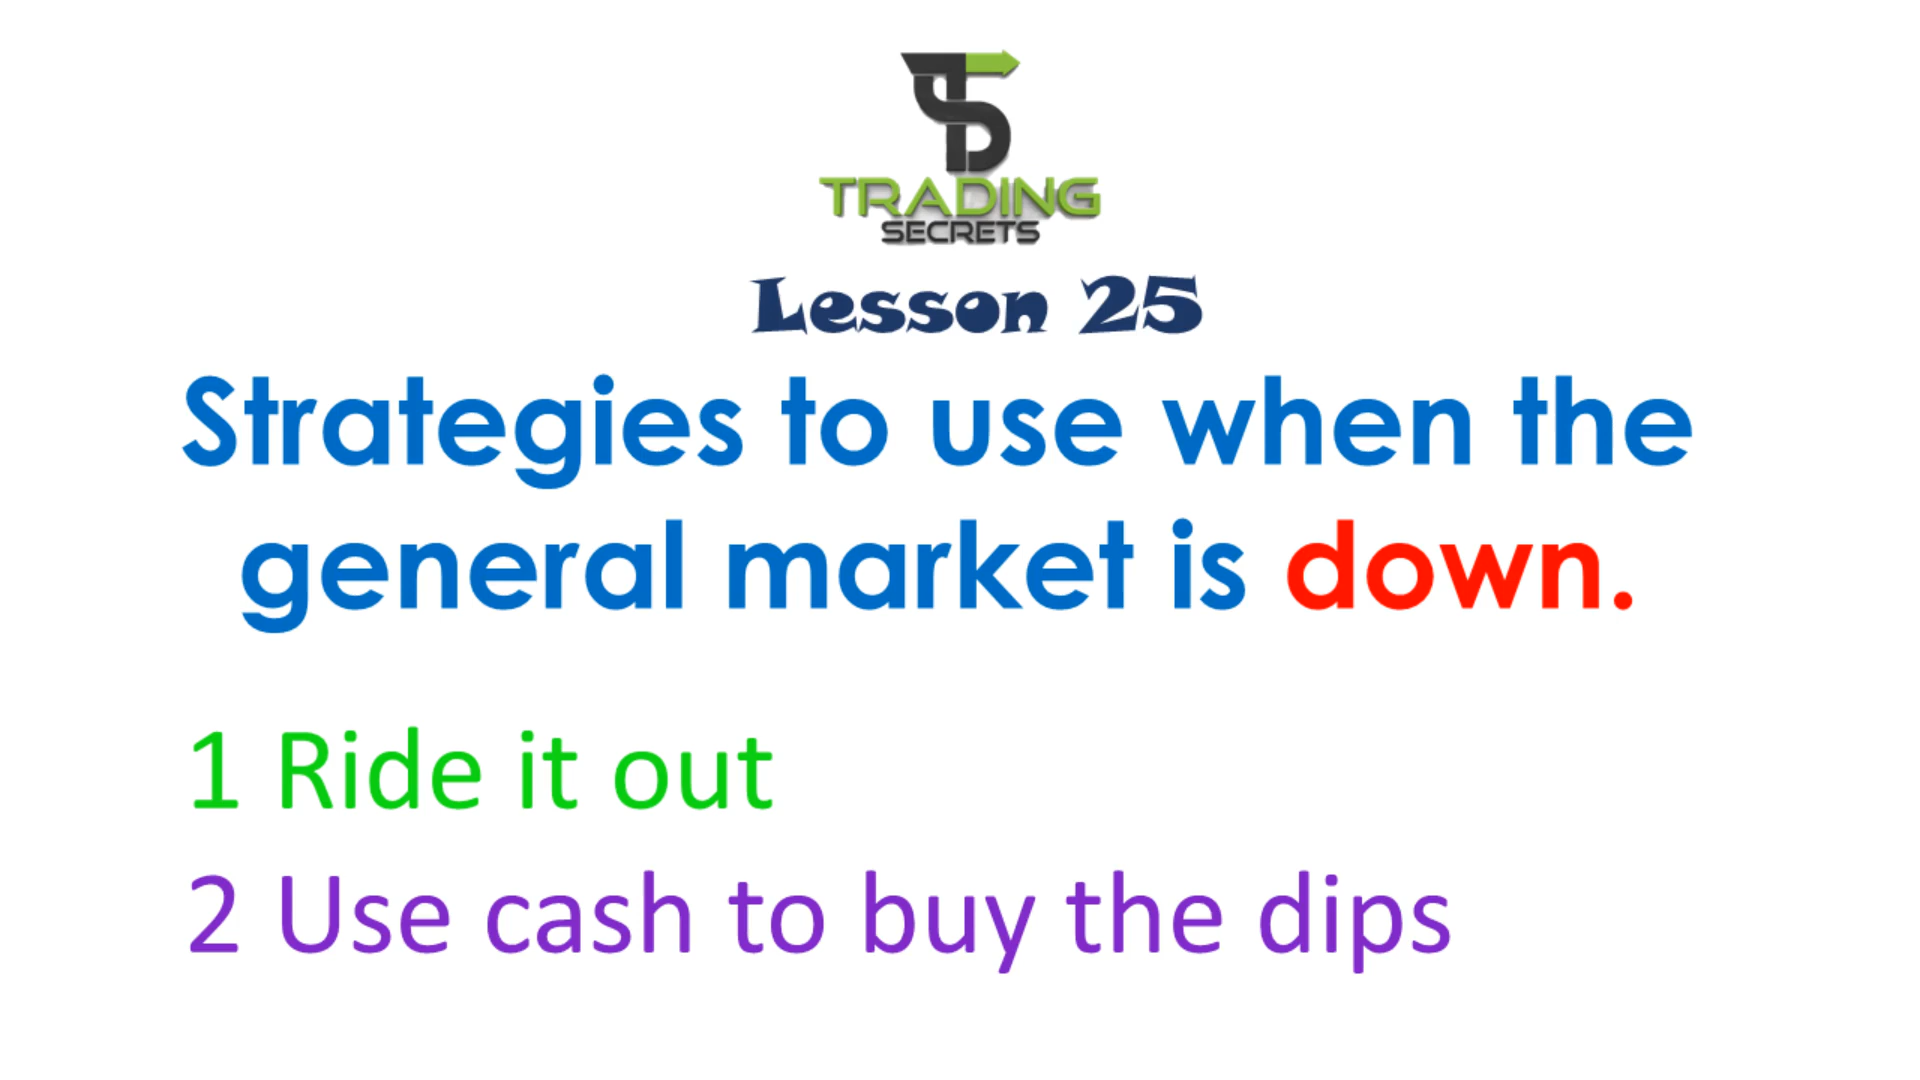 TS
TRADING
SECRETS
Lesson 25
Strategies to use when the
general market is down.
1 Ride it out
2 Use cash to buy the dips